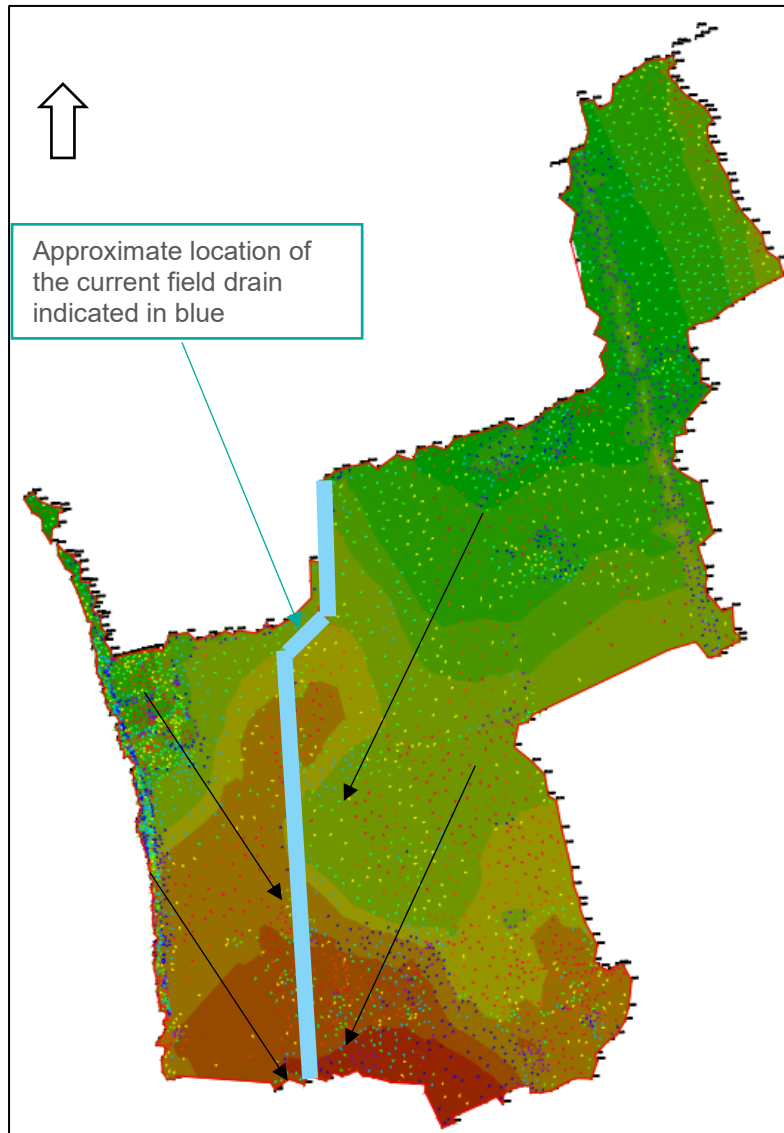 Approximate location of
the current field drain
indicated in blue